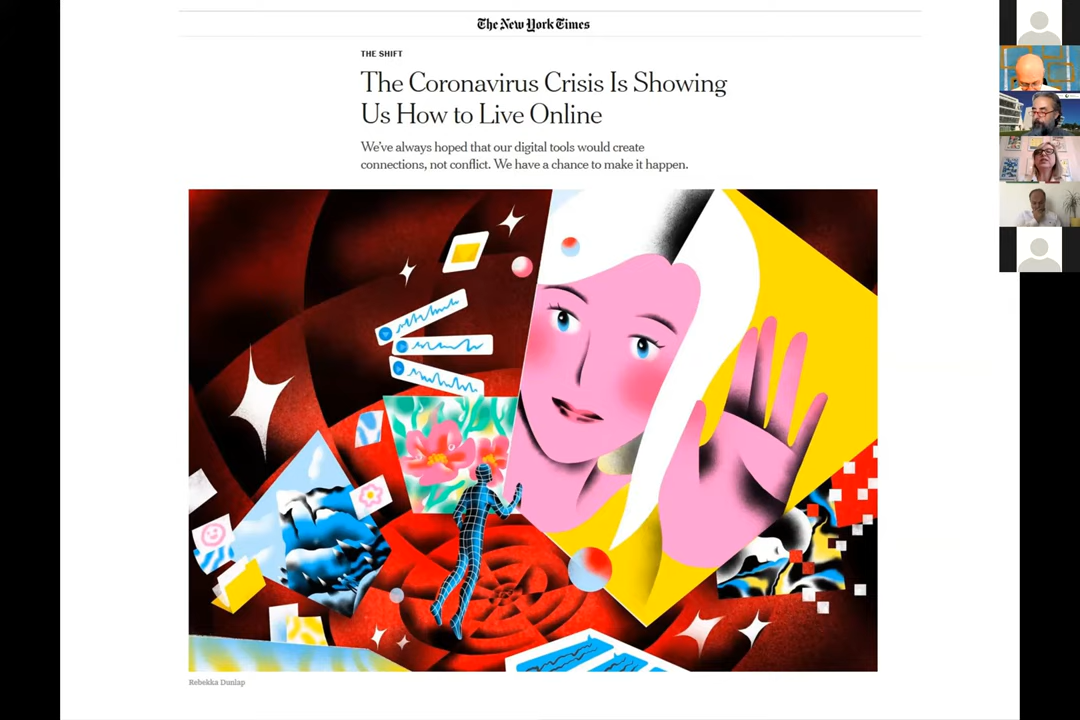 The New York Times
THE SHIFT
The Coronavirus Crisis Is Showing
Us How to Live Online
We've always hoped that our digital tools would create
connections, not conflict. We have a chance to make it happen.
Rebekka Dunlap